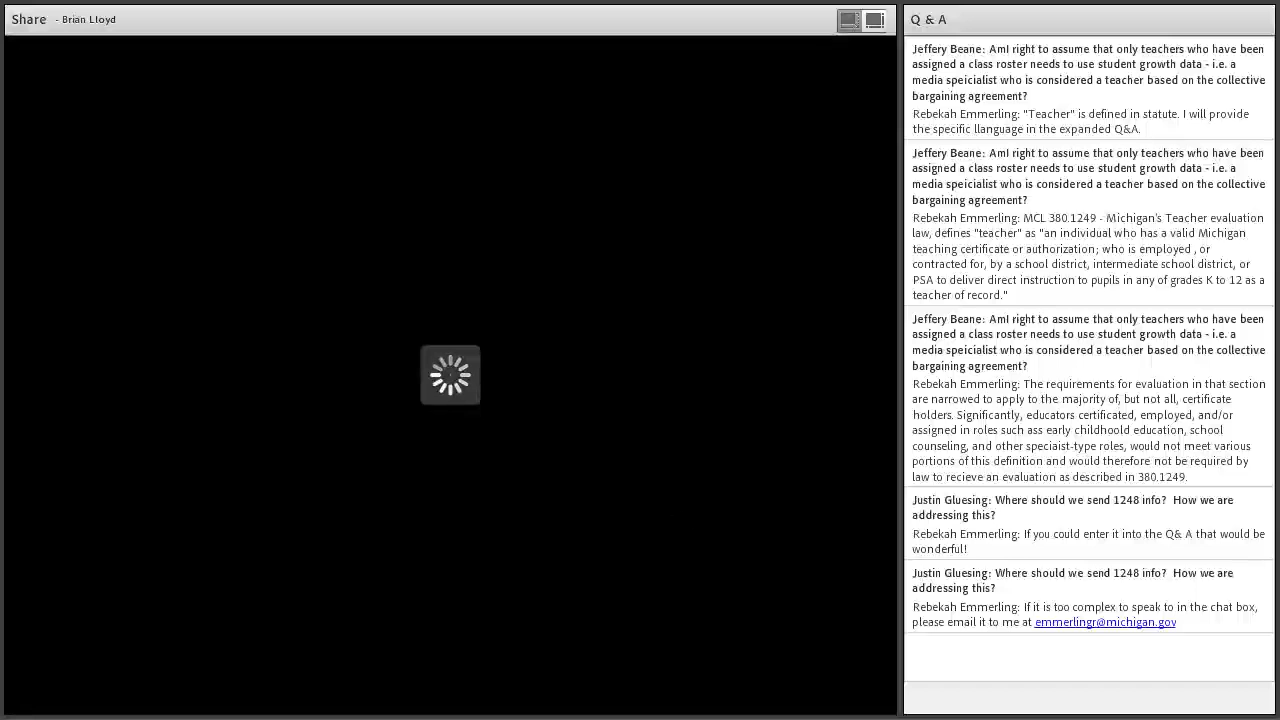 Share - Brian Lloyd
Q & A
Jeffery Beane: AmI right to assume that only teachers who have been
assigned a class roster needs to use student growth data - i.e. a
media speicialist who is considered a teacher based on the collective
bargaining agreement?
Rebekah Emmerling: "Teacher" is defined in statute. I will provide
the specific llanguage in the expanded Q&A.
Jeffery Beane: AmI right to assume that only teachers who have been
assigned a class roster needs to use student growth data - i.e. a
media speicialist who is considered a teacher based on the collective
bargaining agreement?
Rebekah Emmerling: MCL 380.1249 - Michigan's Teacher evaluation
law, defines "teacher" as "an individual who has a valid Michigan
teaching certificate or authorization; who is employed , or
contracted for, by a school district, intermediate school district, or
PSA to deliver direct instruction to pupils in any of grades K to 12 as a
teacher of record."
Jeffery Beane: AmI right to assume that only teachers who have been
assigned a class roster needs to use student growth data - i.e. a
media speicialist who is considered a teacher based on the collective
bargaining agreement?
Rebekah Emmerling: The requirements for evaluation in that section
are narrowed to apply to the majority of, but not all, certificate
holders. Significantly, educators certificated, employed, and/or
assigned in roles such ass early childhoold education, school
counseling, and other speciaist-type roles, would not meet various
portions of this definition and would therefore not be required by
law to recieve an evaluation as described in 380.1249.
Justin Gluesing: Where should we send 1248 info?  How we are
addressing this?
Rebekah Emmerling: If you could enter it into the Q& A that would be
wonderful!
Justin Gluesing: Where should we send 1248 info?  How we are
addressing this?
Rebekah Emmerling: If it is too complex to speak to in the chat box,
please email it to me at emmerlingr@michigan.gov